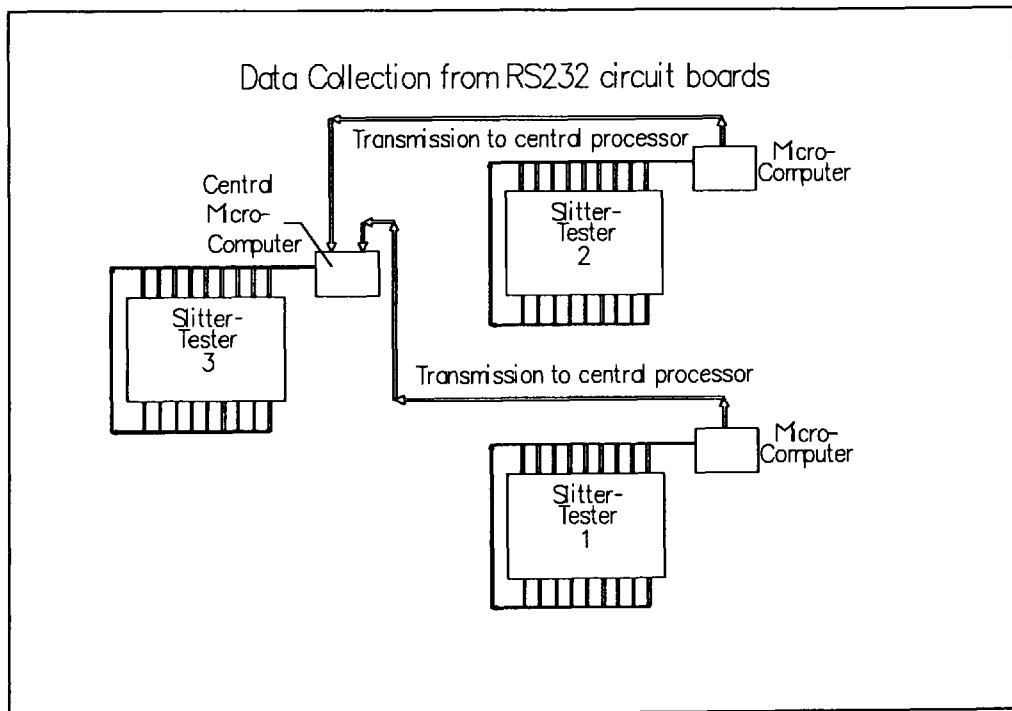 Data Collection from RS232 circuit boards
Transmission to central processor
Micro-
Computer
Central
Micro-
Computer
Slitter-
Tester
2
Slitter-
Tester
3
Transmission to central processor
Micro-
Computer
Slitter-
Tester
1